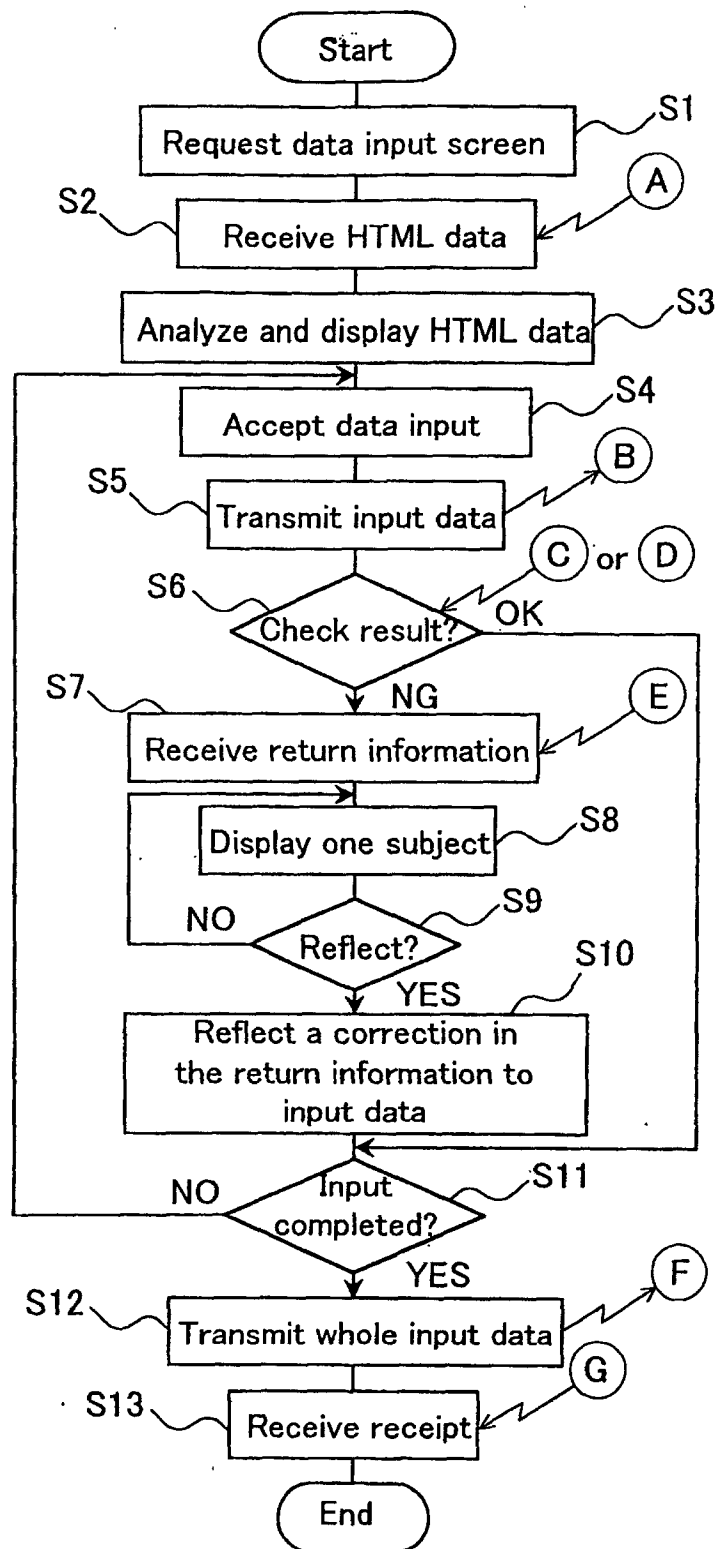 Start
S1
Request data input screen
A
S2
Receive HTML data
S3
Analyze and display HTML data
S4
Accept data input
B
S5
Transmit input data
C or D
S6
Check result?
OK
S7
NG
E
Receive return information
S8
Display one subject
S9
NO
Reflect?
S10
YES
Reflect a correction in
the return information to
input data
S11
NO
Input
completed?
YES
F
S12
Transmit whole input data
G
S13
Receive receipt
End